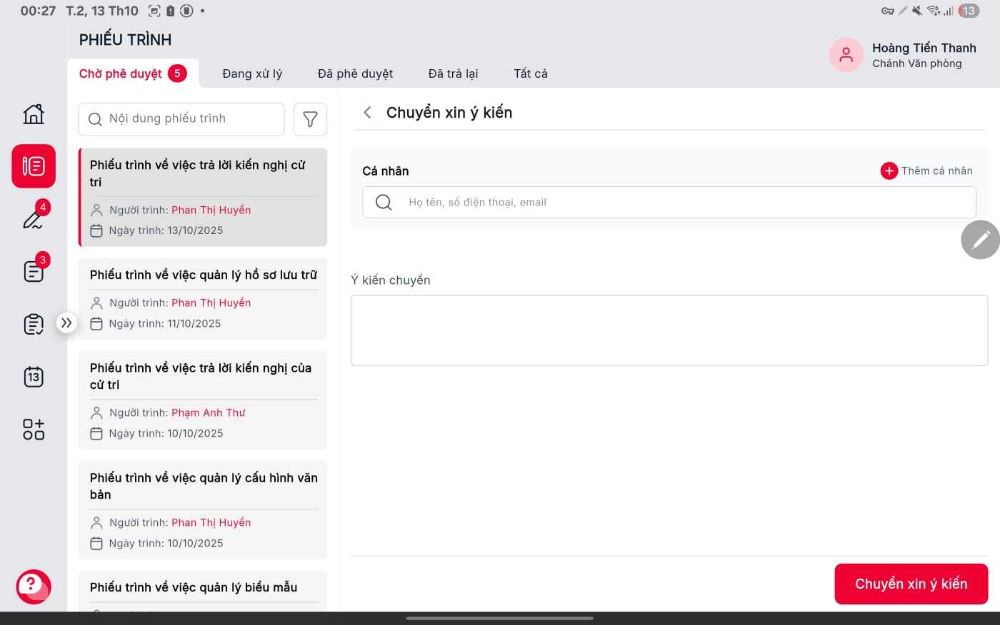 00:27 T.2, 13 Th10
13
PHIẾU TRÌNH
Hoàng Tiến Thanh
Chánh Văn phòng
Chờ phê duyệt 5
Đang xử lý
Đã phê duyệt
Đã trả lại
Tất cả
4
3
13
Nội dung phiếu trình
Phiếu trình về việc trả lời kiến nghị cử
tri
Người trình: Phan Thị Huyền
Ngày trình: 13/10/2025
Phiếu trình về việc quản lý hồ sơ lưu trữ
Người trình: Phan Thị Huyền
Ngày trình: 11/10/2025
Phiếu trình về việc trả lời kiến nghị của
cử tri
Người trình: Phạm Anh Thư
Ngày trình: 10/10/2025
Phiếu trình về việc quản lý cấu hình văn
bản
Người trình: Phan Thị Huyền
Ngày trình: 10/10/2025
Phiếu trình về việc quản lý biểu mẫu
Chuyển xin ý kiến
Cá nhân
Thêm cá nhân
Họ tên, số điện thoại, email
Ý kiến chuyển
Chuyển xin ý kiến